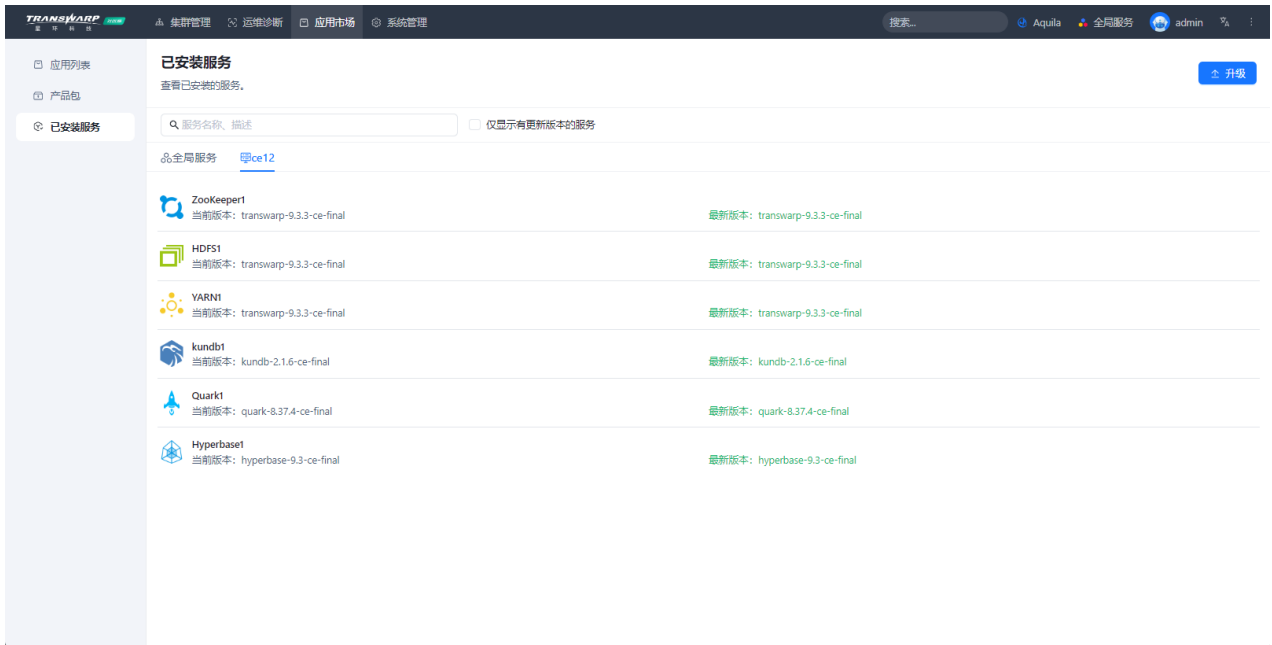 TRANSWARP
星 环 科 技
集群管理
运维诊断
应用市场
系统管理
搜索...
Aquila
全局服务
admin
应用列表
产品包
已安装服务
已安装服务
查看已安装的服务。
升级
服务名称、描述
仅显示有更新版本的服务
全局服务
ce12
ZooKeeper1
当前版本：transwarp-9.3.3-ce-final
最新版本：transwarp-9.3.3-ce-final
HDFS1
当前版本：transwarp-9.3.3-ce-final
最新版本：transwarp-9.3.3-ce-final
YARN1
当前版本：transwarp-9.3.3-ce-final
最新版本：transwarp-9.3.3-ce-final
kundb1
当前版本：kundb-2.1.6-ce-final
最新版本：kundb-2.1.6-ce-final
Quark1
当前版本：quark-8.37.4-ce-final
最新版本：quark-8.37.4-ce-final
Hyperbase1
当前版本：hyperbase-9.3-ce-final
最新版本：hyperbase-9.3-ce-final